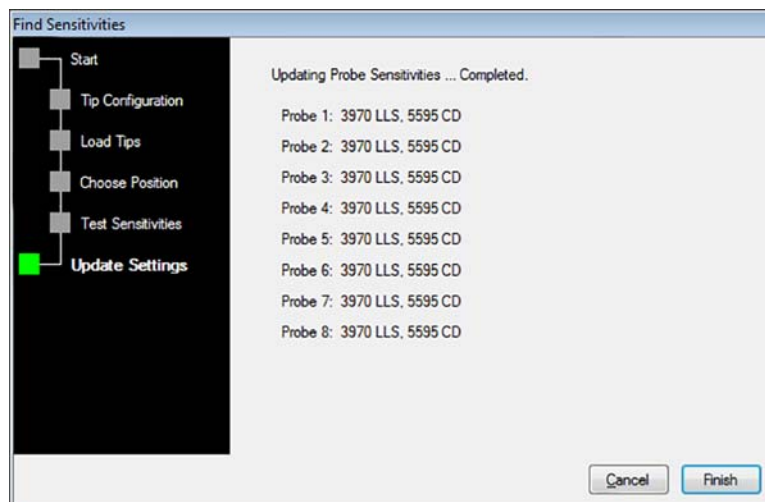 Find Sensitivities
Start
Tip Configuration
Load Tips
Choose Position
Test Sensitivities
Update Settings
Updating Probe Sensitivities ... Completed.
Probe 1: 3970 LLS, 5595 CD
Probe 2: 3970 LLS, 5595 CD
Probe 3: 3970 LLS, 5595 CD
Probe 4: 3970 LLS, 5595 CD
Probe 5: 3970 LLS, 5595 CD
Probe 6: 3970 LLS, 5595 CD
Probe 7: 3970 LLS, 5595 CD
Probe 8: 3970 LLS, 5595 CD
Cancel
Finish